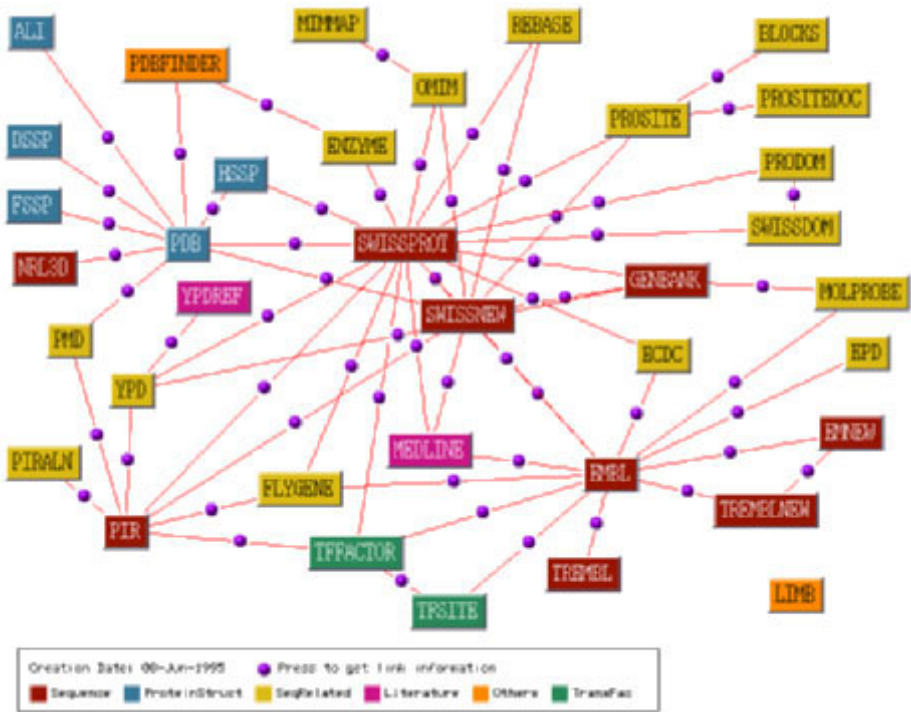 MIMMAP
REBASE
ALI
BLOCKS
PDBFINDER
OMIM
PROSITEDOC
PROSITE
DSSP
ENZYME
HSSP
PRODOM
FSSP
SWISSDOM
PDB
SWISSPROT
NRL3D
GENBANK
YPDREF
MOLPROBE
SWISSNEW
PMD
ECDC
EPD
YPD
EMNEW
MEDLINE
PIRALN
EMBL
FLYGENE
TREMBLNEW
PIR
TFFACTOR
TREMBL
LIMB
TFSITE
Creation Date: 08-Jun-1995 Press to get link information
Sequence ProteinStruct SeqRelated Literature Others TransFac